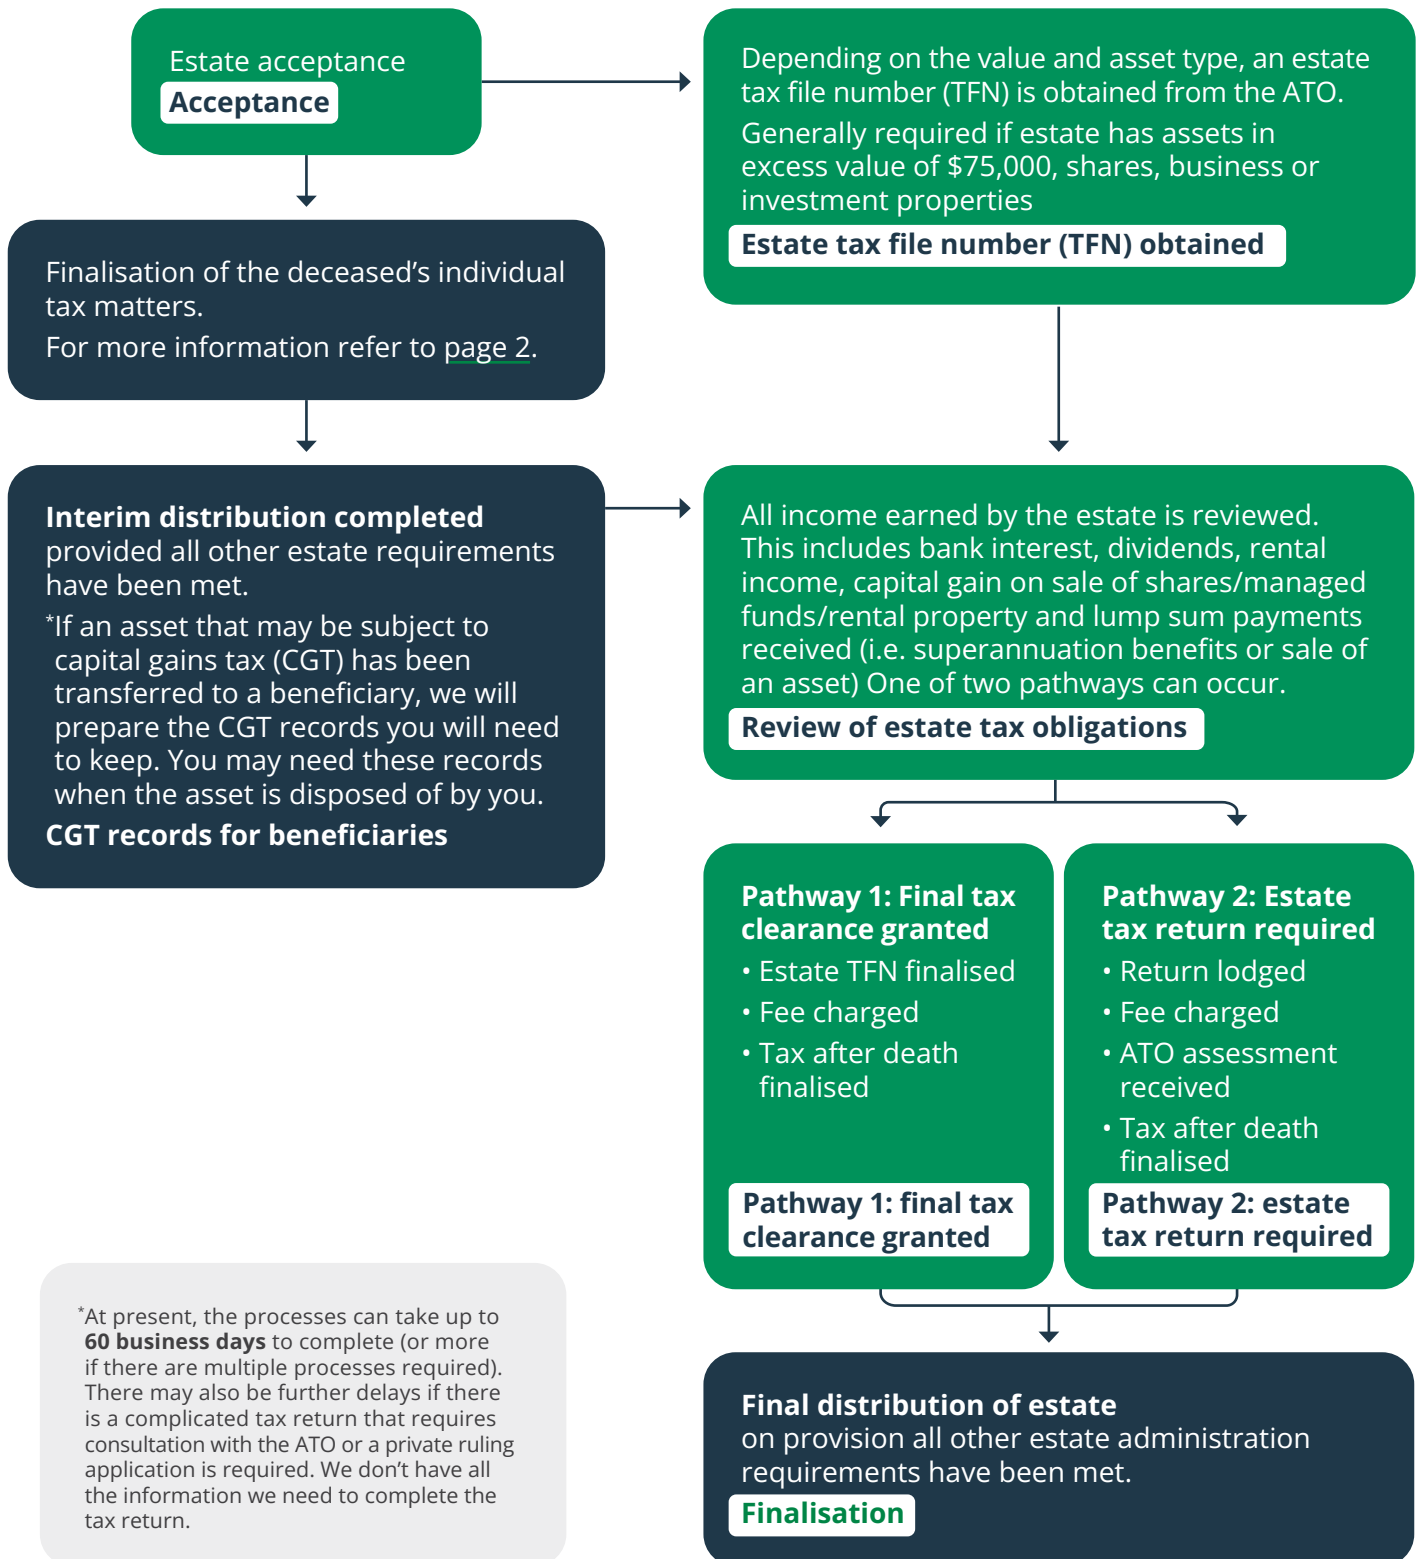 Estate acceptance
Acceptance
Depending on the value and asset type, an estate
tax file number (TFN) is obtained from the ATO.
Generally required if estate has assets in
excess value of $75,000, shares, business or
investment properties
Estate tax file number (TFN) obtained
Finalisation of the deceased’s individual
tax matters.
For more information refer to page 2.
Interim distribution completed
provided all other estate requirements
have been met.
*If an asset that may be subject to
capital gains tax (CGT) has been
transferred to a beneficiary, we will
prepare the CGT records you will need
to keep. You may need these records
when the asset is disposed of by you.
CGT records for beneficiaries
All income earned by the estate is reviewed.
This includes bank interest, dividends, rental
income, capital gain on sale of shares/managed
funds/rental property and lump sum payments
received (i.e. superannuation benefits or sale of
an asset) One of two pathways can occur.
Review of estate tax obligations
Pathway 1: Final tax
clearance granted
• Estate TFN finalised
• Fee charged
• Tax after death
finalised
Pathway 1: final tax
clearance granted
Pathway 2: Estate
tax return required
• Return lodged
• Fee charged
• ATO assessment
received
• Tax after death
finalised
Pathway 2: estate
tax return required
*At present, the processes can take up to
60 business days to complete (or more
if there are multiple processes required).
There may also be further delays if there
is a complicated tax return that requires
consultation with the ATO or a private ruling
application is required. We don’t have all
the information we need to complete the
tax return.
Final distribution of estate
on provision all other estate administration
requirements have been met.
Finalisation